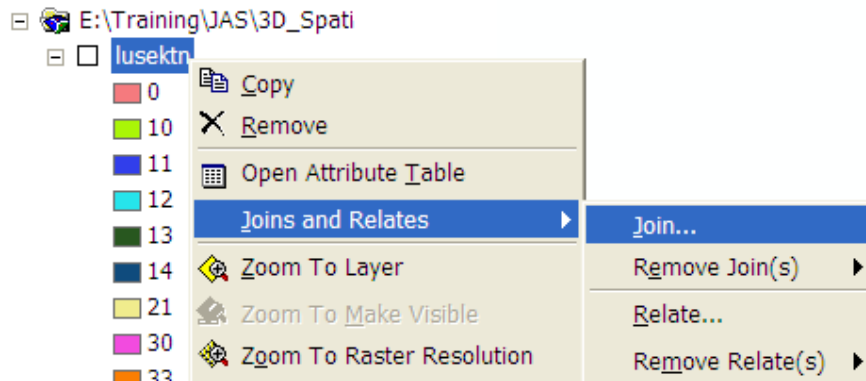 E:\Training\JAS\3D_Spati
lusektn
0
10
11
12
13
14
21
30
33
Copy
Remove
Open Attribute Table
Joins and Relates
Zoom To Layer
Zoom To Make Visible
Zoom To Raster Resolution
Join...
Remove Join(s)
Relate...
Remove Relate(s)